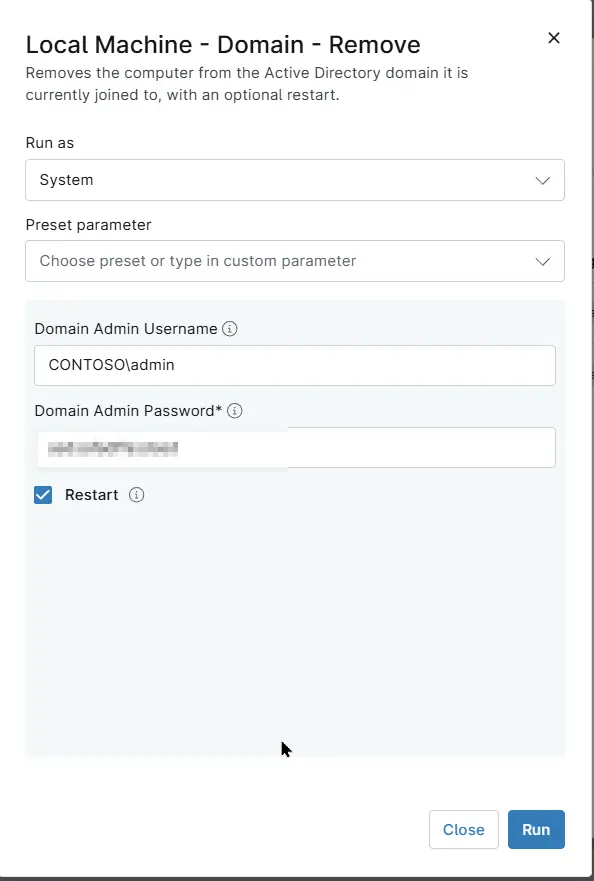 Local Machine - Domain - Remove
Removes the computer from the Active Directory domain it is
currently joined to, with an optional restart.
Run as
System
Preset parameter
Choose preset or type in custom parameter
Domain Admin Username
CONTOSO\admin
Domain Admin Password*
Restart
Close
Run